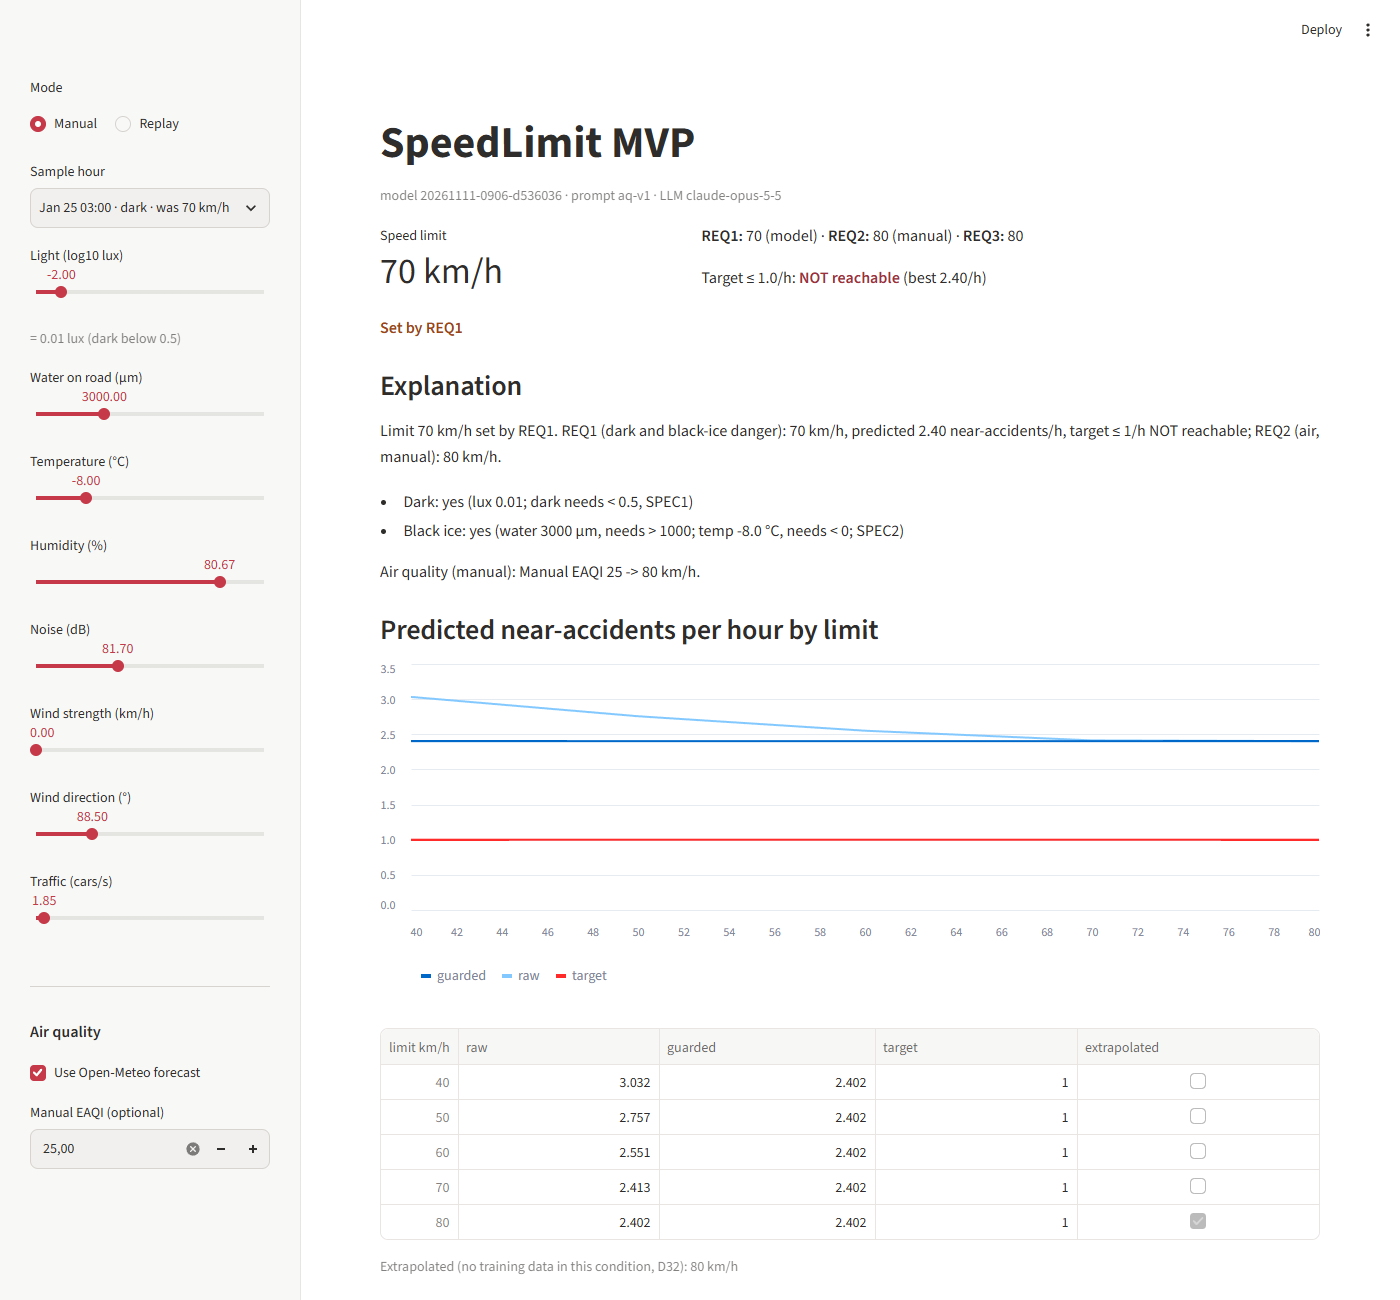 Deploy
Mode
Manual
Replay
Sample hour
Jan 25 03:00 · dark · was 70 km/h
Light (log10 lux)
-2.00
= 0.01 lux (dark below 0.5)
Water on road (µm)
3000.00
Temperature (°C)
-8.00
Humidity (%)
80.67
Noise (dB)
81.70
Wind strength (km/h)
0.00
Wind direction (°)
88.50
Traffic (cars/s)
1.85
Air quality
Use Open-Meteo forecast
Manual EAQI (optional)
25,00
SpeedLimit MVP
model 20261111-0906-d536036 · prompt aq-v1 · LLM claude-opus-5-5
Speed limit
70 km/h
Set by REQ1
REQ1: 70 (model) · REQ2: 80 (manual) · REQ3: 80
Target ≤ 1.0/h: NOT reachable (best 2.40/h)
Explanation
Limit 70 km/h set by REQ1. REQ1 (dark and black-ice danger): 70 km/h, predicted 2.40 near-accidents/h, target ≤ 1/h NOT reachable; REQ2 (air,
manual): 80 km/h.
• Dark: yes (lux 0.01; dark needs < 0.5, SPEC1)
• Black ice: yes (water 3000 µm, needs > 1000; temp -8.0 °C, needs < 0; SPEC2)
Air quality (manual): Manual EAQI 25 -> 80 km/h.
Predicted near-accidents per hour by limit
3.5
3.0
2.5
2.0
1.5
1.0
0.5
0.0
40 42 44 46 48 50 52 54 56 58 60 62 64 66 68 70 72 74 76 78 80
guarded raw target
limit km/h raw guarded target extrapolated
40 3.032 2.402 1
50 2.757 2.402 1
60 2.551 2.402 1
70 2.413 2.402 1
80 2.402 2.402 1
Extrapolated (no training data in this condition, D32): 80 km/h